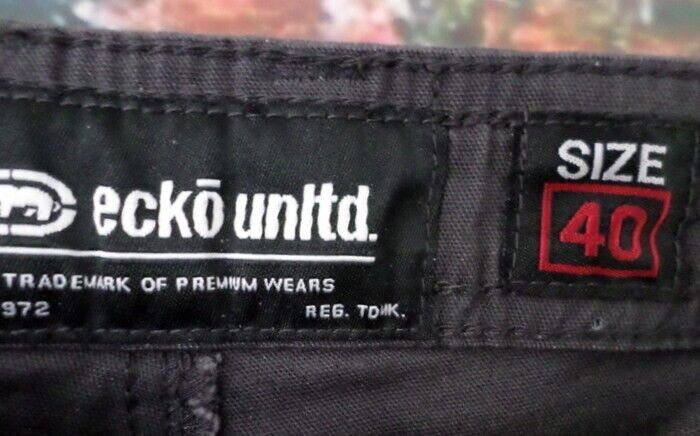 eckō unltd.
TRADEMARK OF PREMIUM WEARS
972
REG. TDMK.
SIZE
40